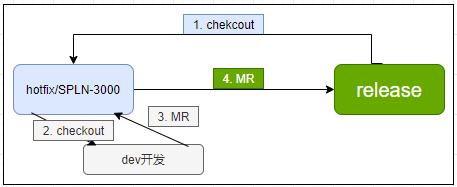 1. chekcout
hotfix/SPLN-3000
4. MR
release
3. MR
2. checkout
dev开发